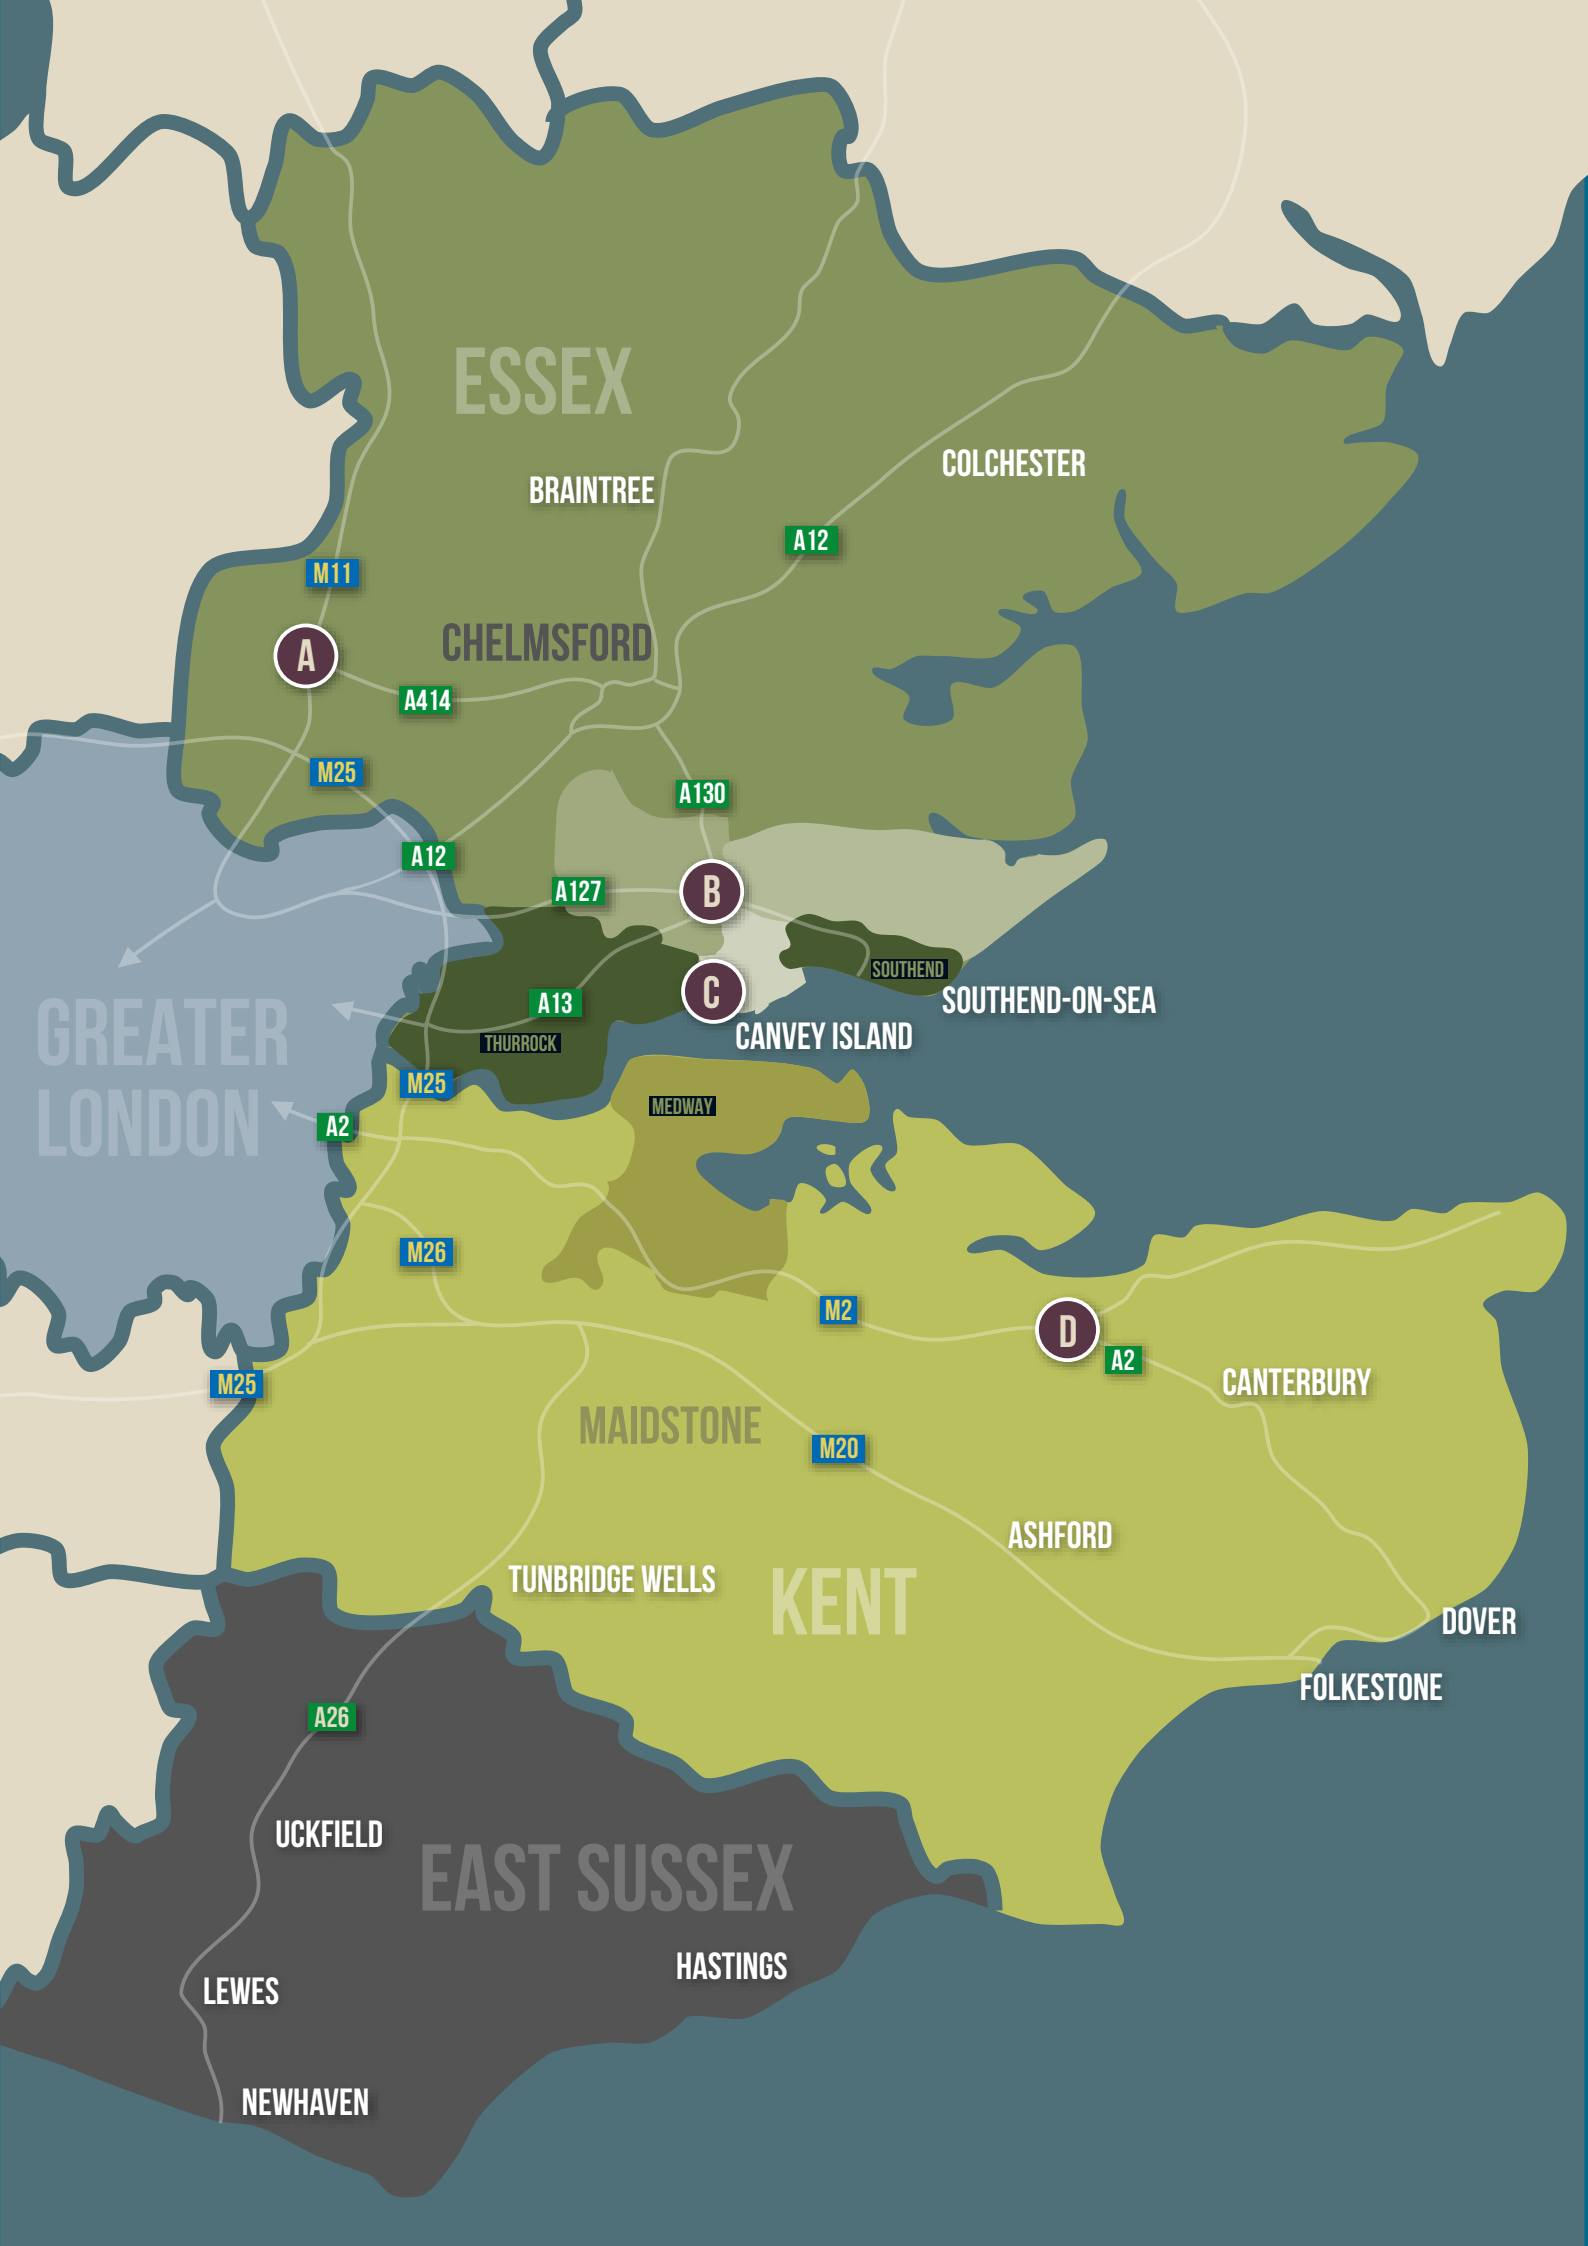 ESSEX
COLCHESTER
BRAINTREE
A12
M11
CHELMSFORD
A
A414
M25
A130
A12
A127
B
SOUTHEND
C
SOUTHEND-ON-SEA
A13
GREATER
LONDON
THURROCK
CANVEY ISLAND
M25
MEDWAY
A2
M26
M2
D
A2
CANTERBURY
M25
MAIDSTONE
M20
ASHFORD
TUNBRIDGE WELLS
KENT
DOVER
FOLKESTONE
A26
UCKFIELD
EAST SUSSEX
HASTINGS
LEWES
NEWHAVEN